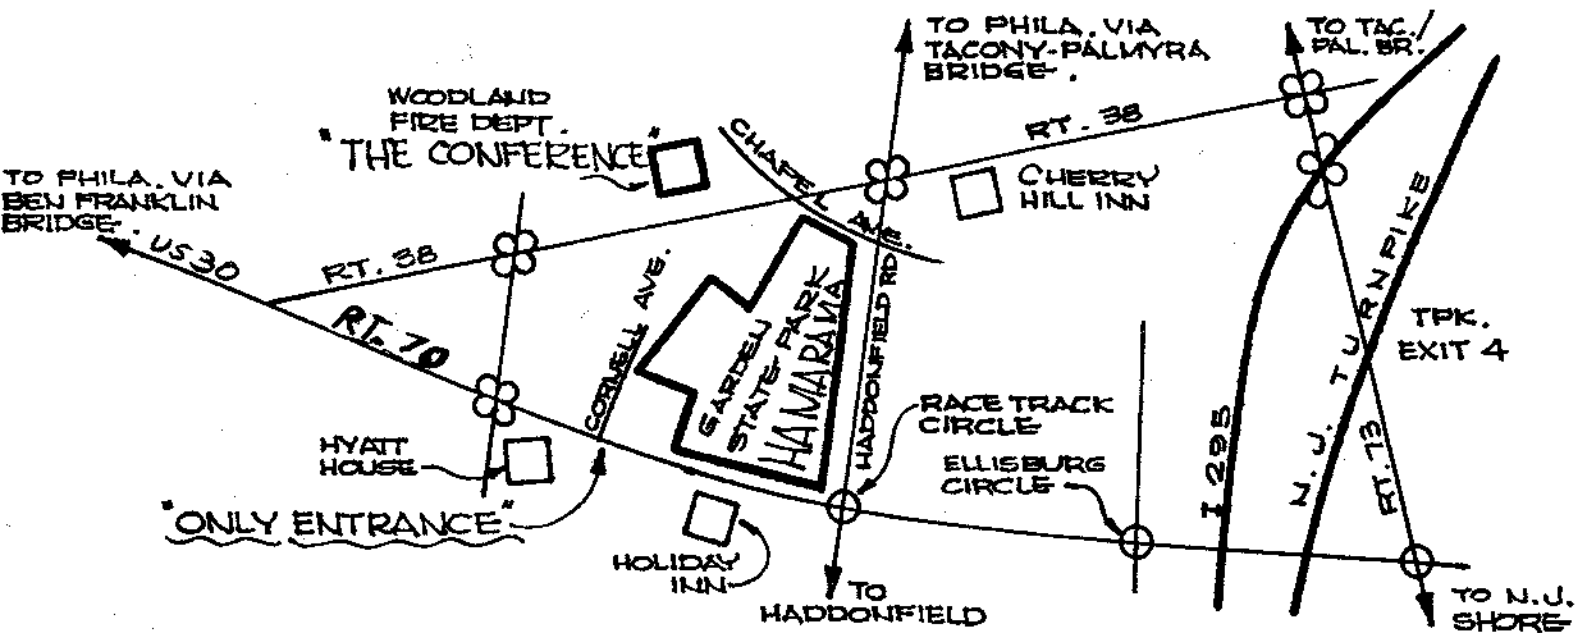 TO PHILA. VIA
TACONY-PALMYRA
BRIDGE.
TO TAC./
PAL. BR.
WOODLAND
FIRE DEPT.
"THE CONFERENCE"
CHAPEL AVE.
RT. 38
CHERRY
HILL INN
TO PHILA. VIA
BEN FRANKLIN
BRIDGE.
US 30
RT. 38
RT. 70
CORNELL AVE.
GARDEN
STATE PARK
HAMARAMA
HADDONFIELD RD
N.J. TURNPIKE
TPK.
EXIT 4
I 295
RT. 73
RACE TRACK
CIRCLE
ELLISBURG
CIRCLE
HYATT
HOUSE
"ONLY ENTRANCE"
HOLIDAY
INN
TO
HADDONFIELD
TO N.J.
SHORE